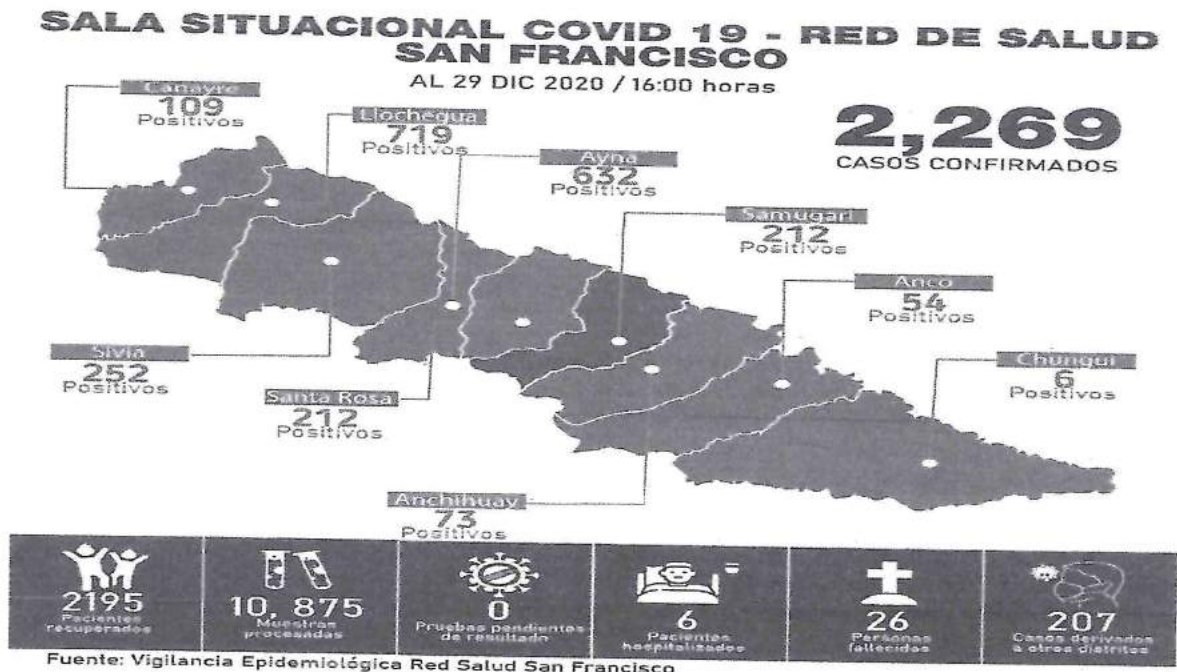 SALA SITUACIONAL COVID 19 - RED DE SALUD
SAN FRANCISCO
AL 29 DIC 2020 / 16:00 horas
2,269
CASOS CONFIRMADOS
Canayre
109
Positivos
Llochegua
719
Positivos
Ayna
632
Positivos
Samugari
212
Positivos
Anco
54
Positivos
Chungui
6
Positivos
Sivia
252
Positivos
Santa Rosa
212
Positivos
Anchihuay
73
Positivos
2195
Pacientes
recuperados
10, 875
Muestras
procesadas
0
Pruebas pendientes
de resultado
6
Pacientes
hospitalizados
26
Personas
fallecidas
207
Casos derivados
a otros distritos
Fuente: Vigilancia Epidemiológica Red Salud San Francisco